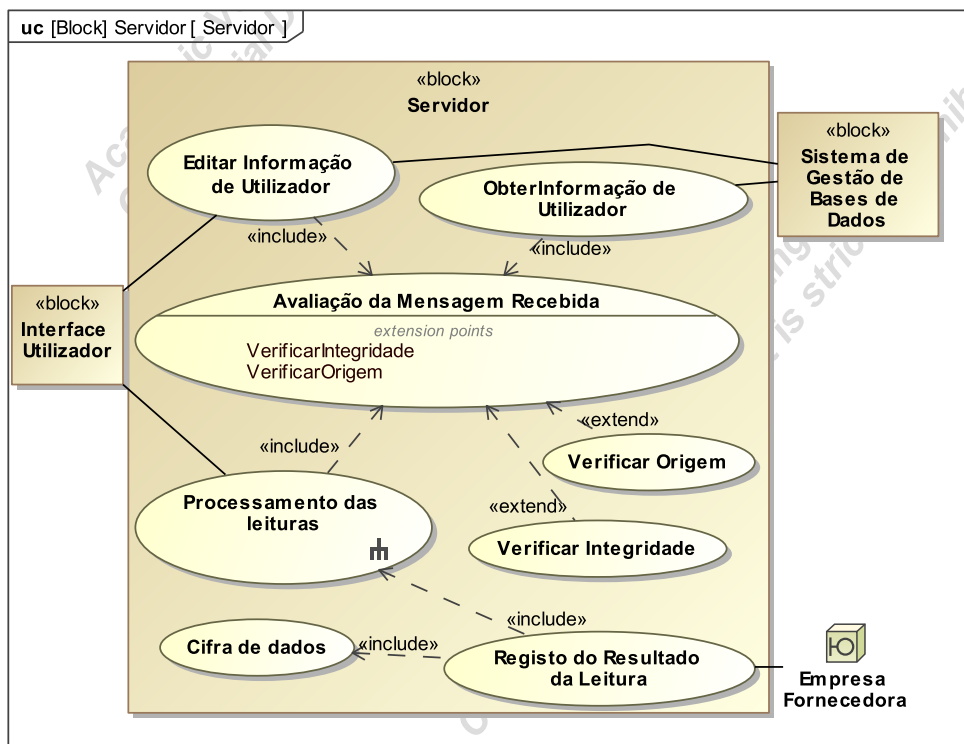 uc [Block] Servidor [ Servidor ]
«block»
Servidor
Editar Informação
de Utilizador
ObterInformação de
Utilizador
«block»
Sistema de
Gestão de
Bases de
Dados
«include»
«include»
«block»
Interface
Utilizador
Avaliação da Mensagem Recebida
extension points
VerificarIntegridade
VerificarOrigem
«include»
«extend»
Verificar Origem
Processamento das
leituras
«extend»
Verificar Integridade
«include»
Cifra de dados
«include»
Registo do Resultado
da Leitura
Empresa
Fornecedora